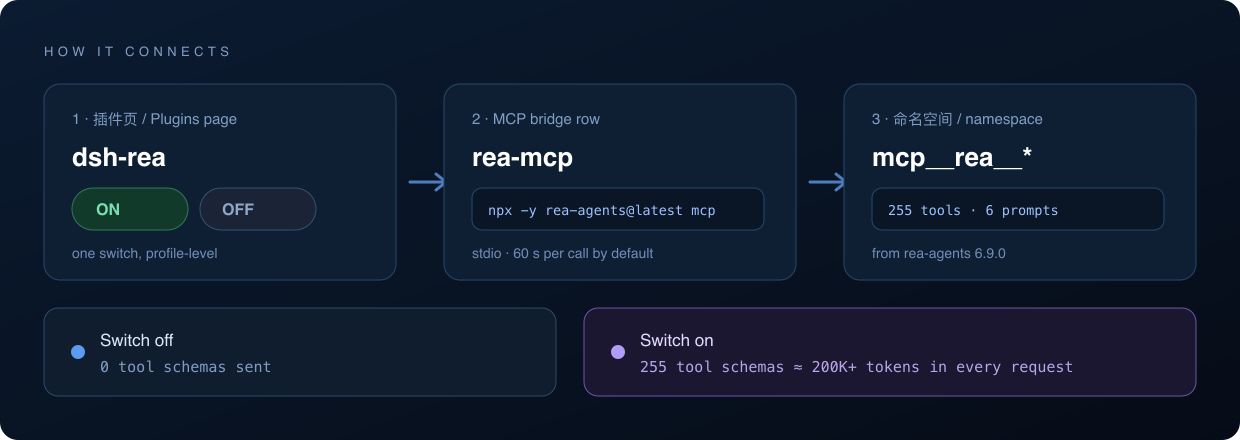 HOW IT CONNECTS
1 · 插件页 / Plugins page
dsh-rea
ON
OFF
one switch, profile-level
2 · MCP bridge row
rea-mcp
npx -y rea-agents@latest mcp
stdio · 60 s per call by default
3 · 命名空间 / namespace
mcp__rea__*
255 tools · 6 prompts
from rea-agents 6.9.0
Switch off
0 tool schemas sent
Switch on
255 tool schemas ≈ 200K+ tokens in every request